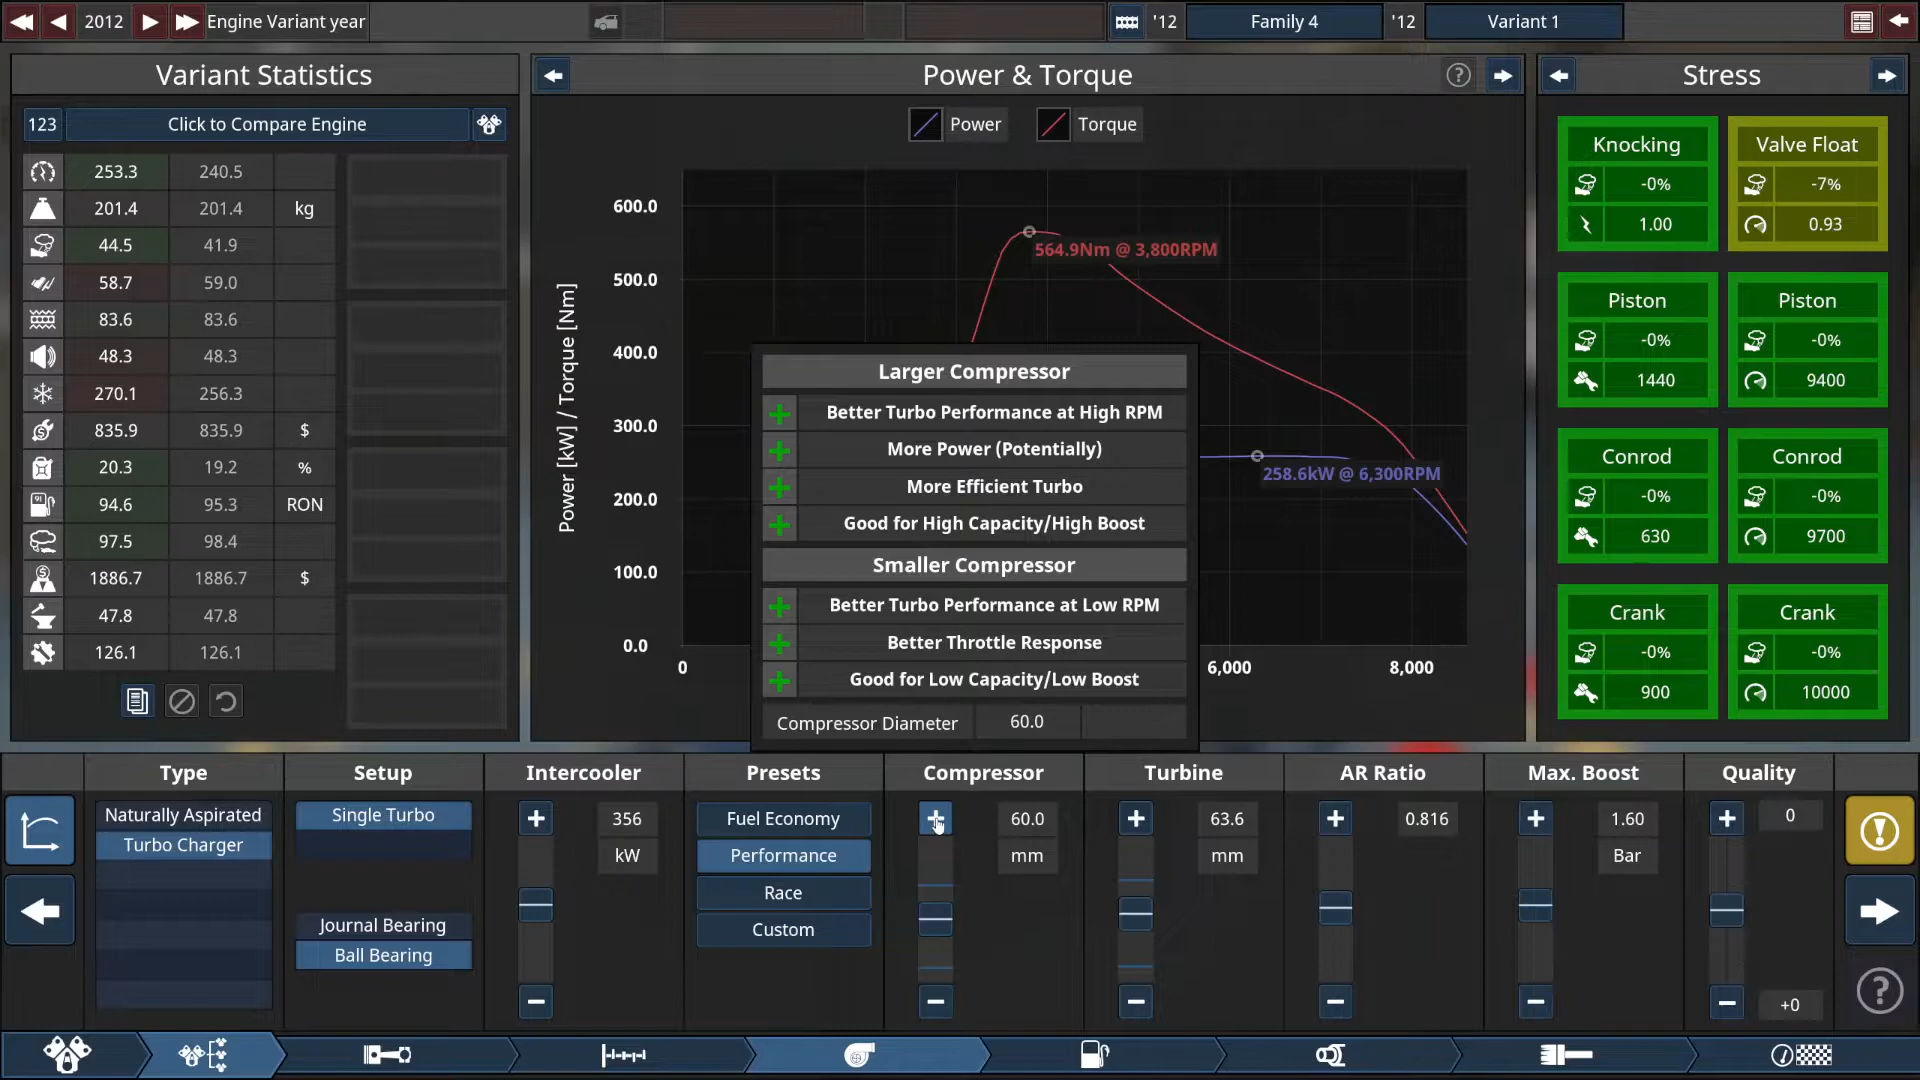 2012 Engine Variant year
'12 Family 4 '12 Variant 1
Variant Statistics
123 Click to Compare Engine
253.3 240.5
201.4 201.4 kg
44.5 41.9
58.7 59.0
83.6 83.6
48.3 48.3
270.1 256.3
835.9 835.9 $
20.3 19.2 %
94.6 95.3 RON
97.5 98.4
1886.7 1886.7 $
47.8 47.8
126.1 126.1
Power & Torque
?
Power Torque
Power [kW] / Torque [Nm]
600.0
500.0
400.0
300.0
200.0
100.0
0.0
0 6,000 8,000
564.9Nm @ 3,800RPM
258.6kW @ 6,300RPM
Larger Compressor
Better Turbo Performance at High RPM
More Power (Potentially)
More Efficient Turbo
Good for High Capacity/High Boost
Smaller Compressor
Better Turbo Performance at Low RPM
Better Throttle Response
Good for Low Capacity/Low Boost
Compressor Diameter 60.0
Stress
Knocking
-0%
1.00
Valve Float
-7%
0.93
Piston
-0%
1440
Piston
-0%
9400
Conrod
-0%
630
Conrod
-0%
9700
Crank
-0%
900
Crank
-0%
10000
Type
Naturally Aspirated
Turbo Charger
Setup
Single Turbo
Journal Bearing
Ball Bearing
Intercooler
356
kW
Presets
Fuel Economy
Performance
Race
Custom
Compressor
60.0
mm
Turbine
63.6
mm
AR Ratio
0.816
Max. Boost
1.60
Bar
Quality
0
+0
?